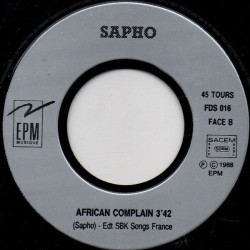 SAPHO
EPM
MUSIQUE
45 TOURS
FDS 016
FACE B
SACEM
℗ 1988
EPM
AFRICAN COMPLAIN 3'42
(Sapho) - Edt SBK Songs France